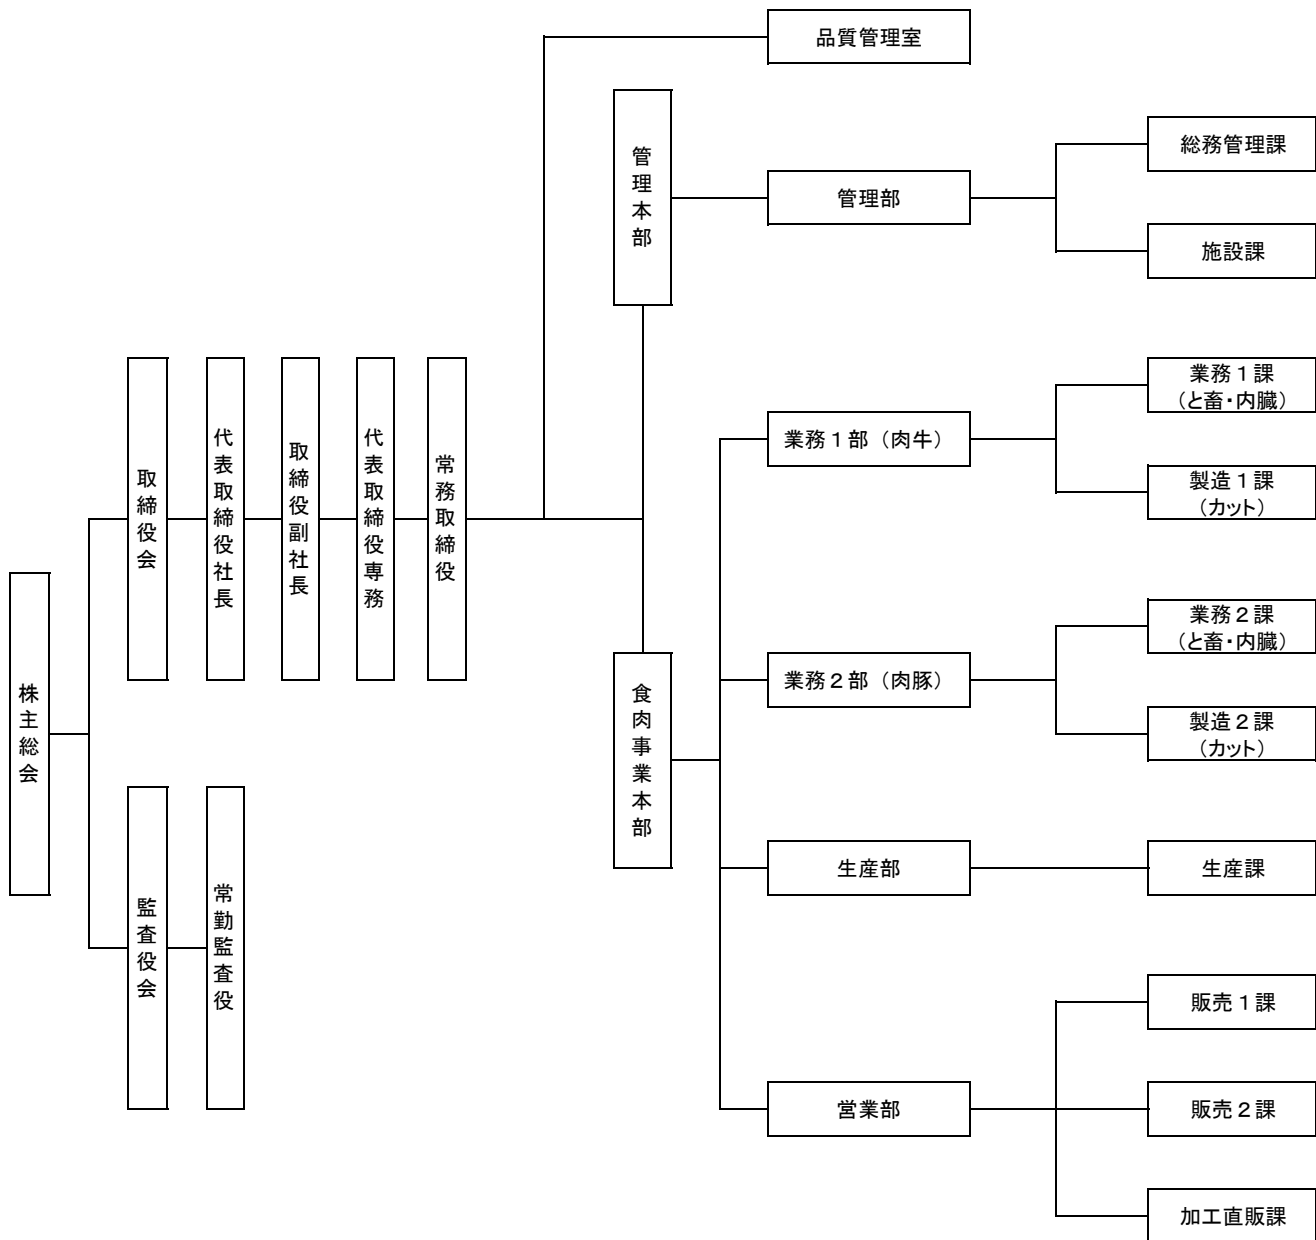 品質管理室
管理本部
管理部
総務管理課
施設課
株主総会
取締役会
代表取締役社長
取締役副社長
代表取締役専務
常務取締役
監査役会
常勤監査役
食肉事業本部
業務１部（肉牛）
業務１課
（と畜・内臓）
製造１課
（カット）
業務２部（肉豚）
業務２課
（と畜・内臓）
製造２課
（カット）
生産部
生産課
営業部
販売１課
販売２課
加工直販課